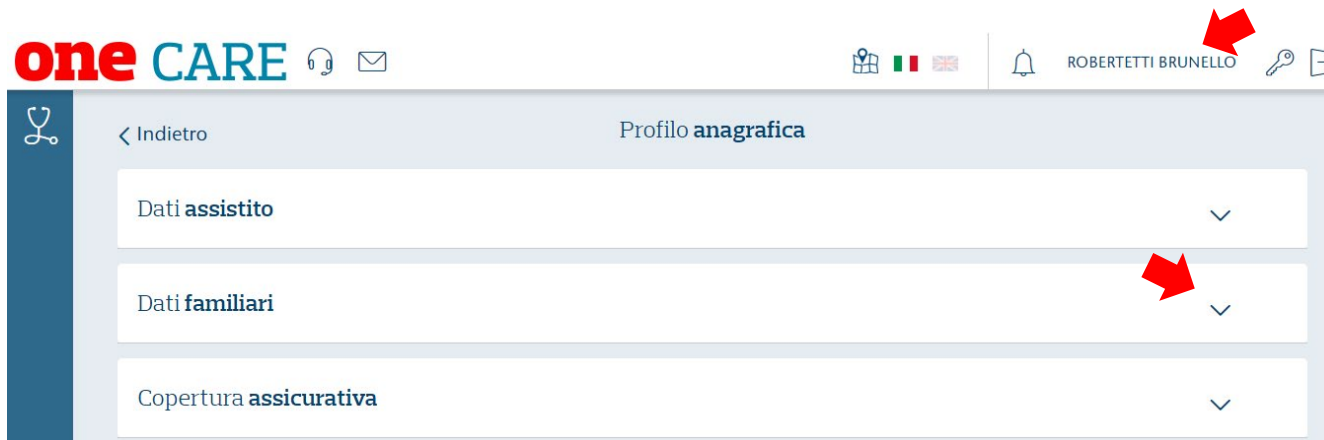 one CARE
ROBERTETTI BRUNELLO
Indietro
Profilo anagrafica
Dati assistito
Dati familiari
Copertura assicurativa